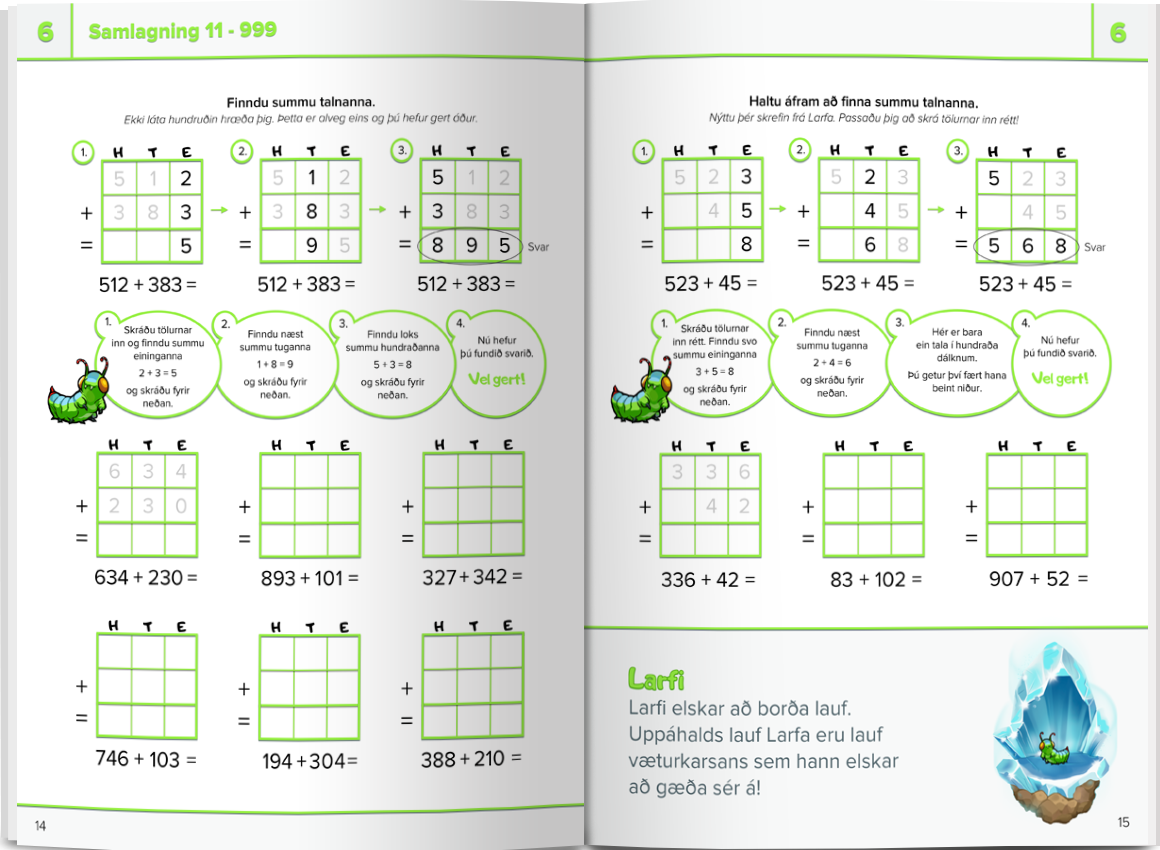 6
Samlagning 11 - 999
Finndu summu talnanna.
Ekki láta hundruðin hræða þig. Þetta er alveg eins og þú hefur gert áður.
1. H T E
5 1 2
+ 3 8 3
= 5
512 + 383 =
2. H T E
5 1 2
+ 3 8 3
= 9 5
512 + 383 =
3. H T E
5 1 2
+ 3 8 3
= 8 9 5 Svar
512 + 383 =
1.
Skráðu tölurnar
inn og finndu summu
eininganna
2 + 3 = 5
og skráðu fyrir
neðan.
2.
Finndu næst
summu tuganna
1 + 8 = 9
og skráðu fyrir
neðan.
3.
Finndu loks
summu hundraðanna
5 + 3 = 8
og skráðu fyrir
neðan.
4.
Nú hefur
þú fundið svarið.
Vel gert!
H T E
6 3 4
+ 2 3 0
=
634 + 230 =
H T E
+
=
893 + 101 =
H T E
+
=
327 + 342 =
H T E
+
=
746 + 103 =
H T E
+
=
194 + 304=
H T E
+
=
388 + 210 =
14
6
Haltu áfram að finna summu talnanna.
Nýttu þér skrefin frá Larfa. Passaðu þig að skrá tölurnar inn rétt!
1. H T E
5 2 3
+ 4 5
= 8
523 + 45 =
2. H T E
5 2 3
+ 4 5
= 6 8
523 + 45 =
3. H T E
5 2 3
+ 4 5
= 5 6 8 Svar
523 + 45 =
1.
Skráðu tölurnar
inn rétt. Finndu svo
summu eininganna
3 + 5 = 8
og skráðu fyrir
neðan.
2.
Finndu næst
summu tuganna
2 + 4 = 6
og skráðu fyrir
neðan.
3.
Hér er bara
ein tala í hundraða
dálknum.
Þú getur því fært hana
beint niður.
4.
Nú hefur
þú fundið svarið.
Vel gert!
H T E
3 3 6
+ 4 2
=
336 + 42 =
H T E
+
=
83 + 102 =
H T E
+
=
907 + 52 =
Larfi
Larfi elskar að borða lauf.
Uppáhalds lauf Larfa eru lauf
væturkarsans sem hann elskar
að gæða sér á!
15